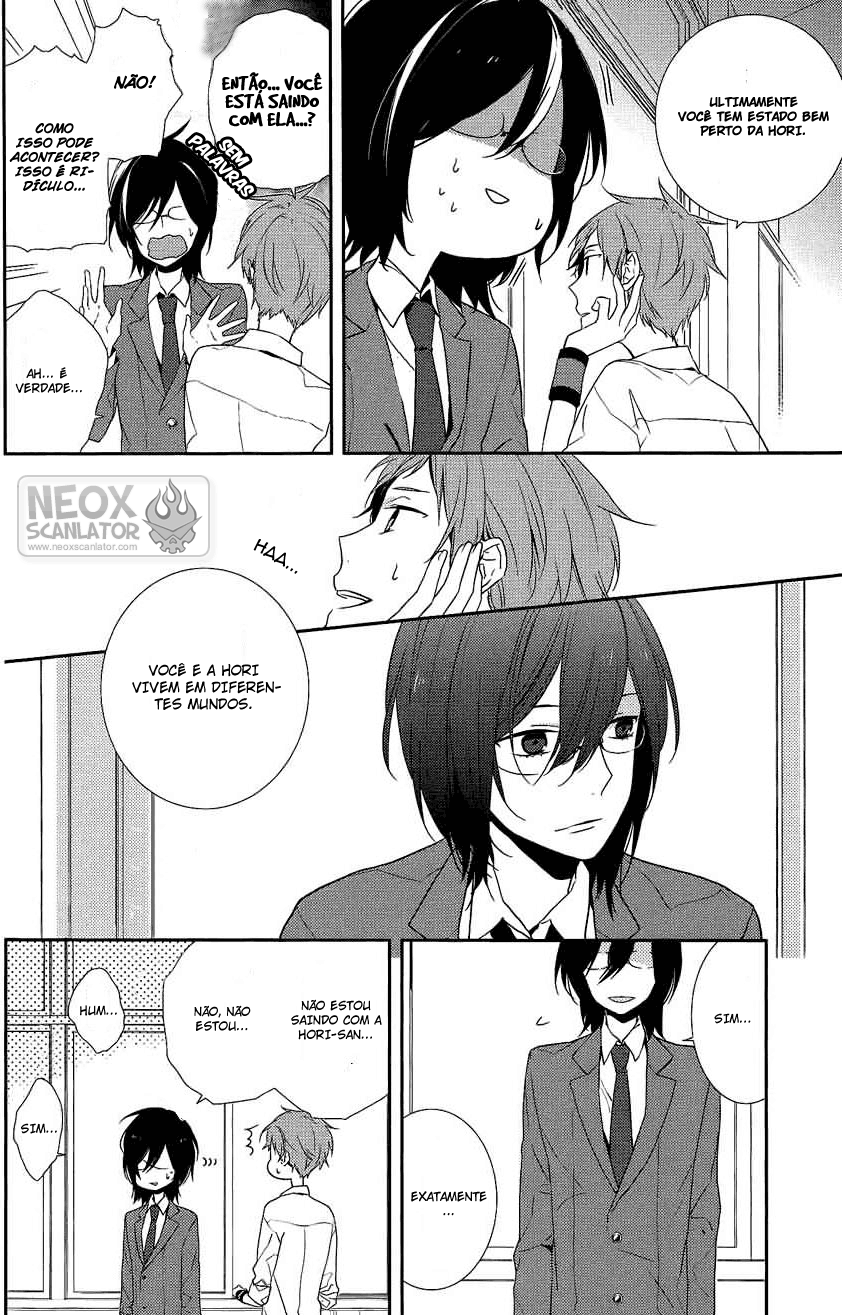 ULTIMAMENTE
VOCÊ TEM ESTADO BEM
PERTO DA HORI.
ENTÃO... VOCÊ
ESTÁ SAINDO
COM ELA...?
SEM
PALAVRAS
NÃO!
COMO
ISSO PODE
ACONTECER?
ISSO É RI-
DÍCULO...
AH... É
VERDADE...
NEOX
SCANLATOR
www.neoxscanlator.com
HAA...
VOCÊ E A HORI
VIVEM EM DIFEREN-
TES MUNDOS.
SIM...
EXATAMENTE
...
NÃO ESTOU
SAINDO COM A
HORI-SAN...
NÃO, NÃO
ESTOU...
HUM...
SIM...